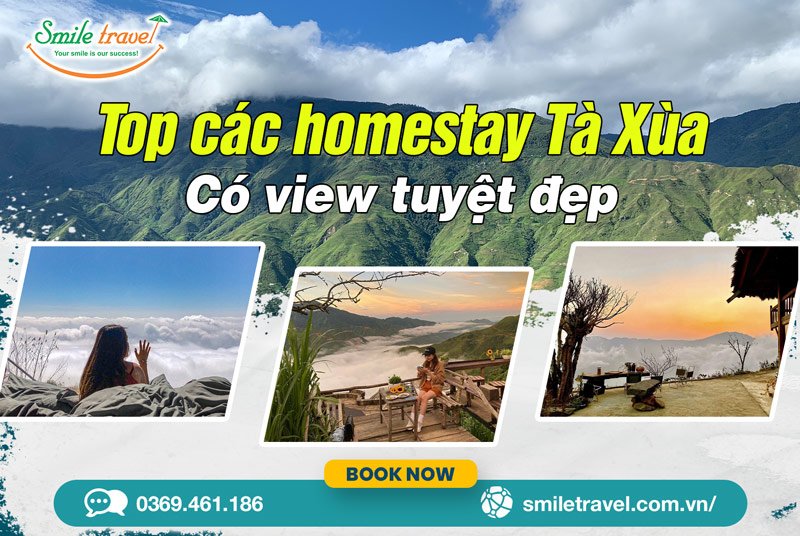 Smile travel
Your smile is our success!
Top các homestay Tà Xùa
Có view tuyệt đẹp
BOOK NOW
0369.461.186
smiletravel.com.vn/